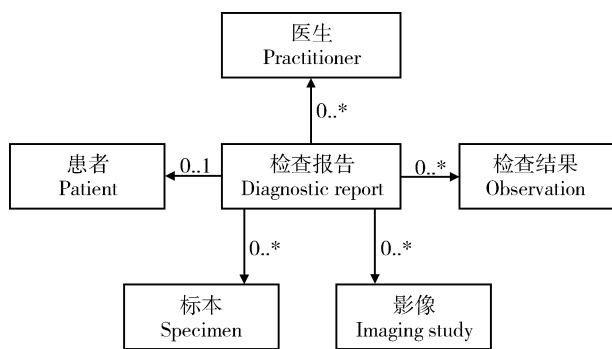 医生
Practitioner
0..*
患者
Patient
0..1
检查报告
Diagnostic report
0..*
检查结果
Observation
0..*
0..*
标本
Specimen
影像
Imaging study